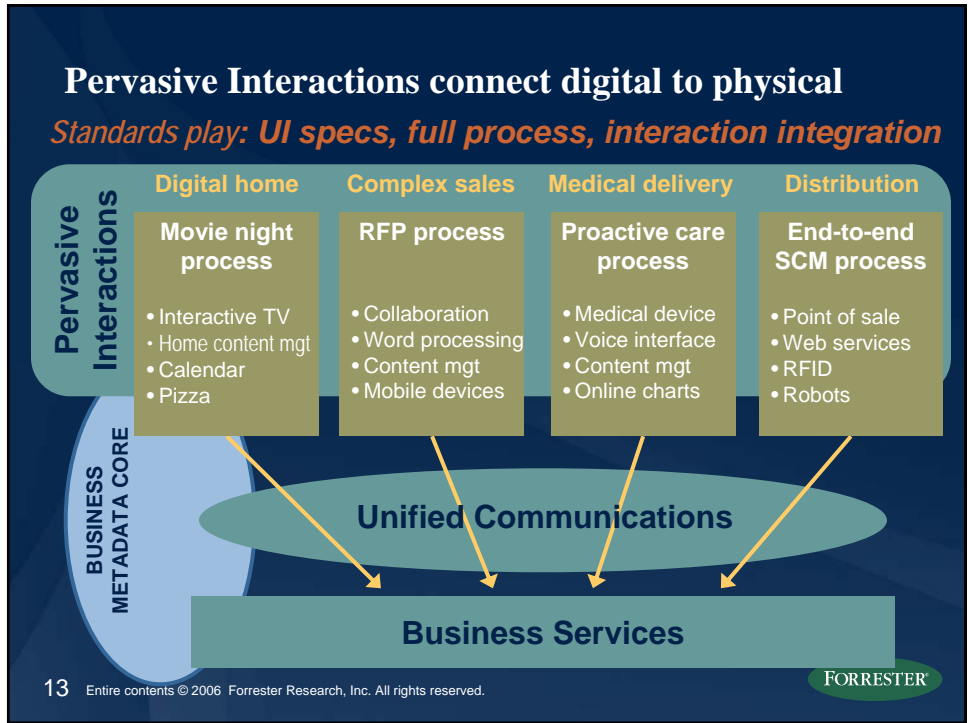 Pervasive Interactions connect digital to physical
Standards play: UI specs, full process, interaction integration
Pervasive
Interactions
Digital home
Movie night
process
• Interactive TV
• Home content mgt
• Calendar
• Pizza
Complex sales
RFP process
• Collaboration
• Word processing
• Content mgt
• Mobile devices
Medical delivery
Proactive care
process
• Medical device
• Voice interface
• Content mgt
• Online charts
Distribution
End-to-end
SCM process
• Point of sale
• Web services
• RFID
• Robots
BUSINESS
METADATA CORE
Unified Communications
Business Services
13 Entire contents © 2006 Forrester Research, Inc. All rights reserved.
FORRESTER®